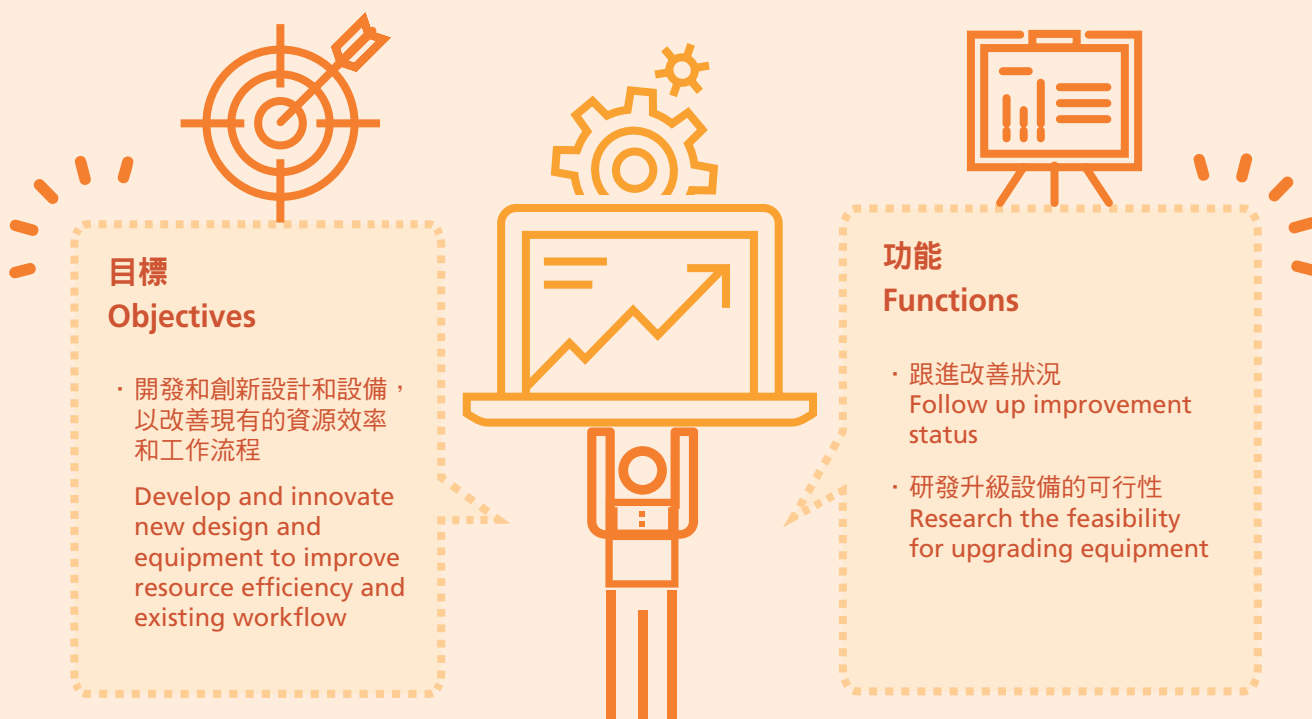 目標
Objectives
· 開發和創新設計和設備，
以改善現有的資源效率
和工作流程
Develop and innovate
new design and
equipment to improve
resource efficiency and
existing workflow
功能
Functions
· 跟進改善狀況
Follow up improvement
status
· 研發升級設備的可行性
Research the feasibility
for upgrading equipment